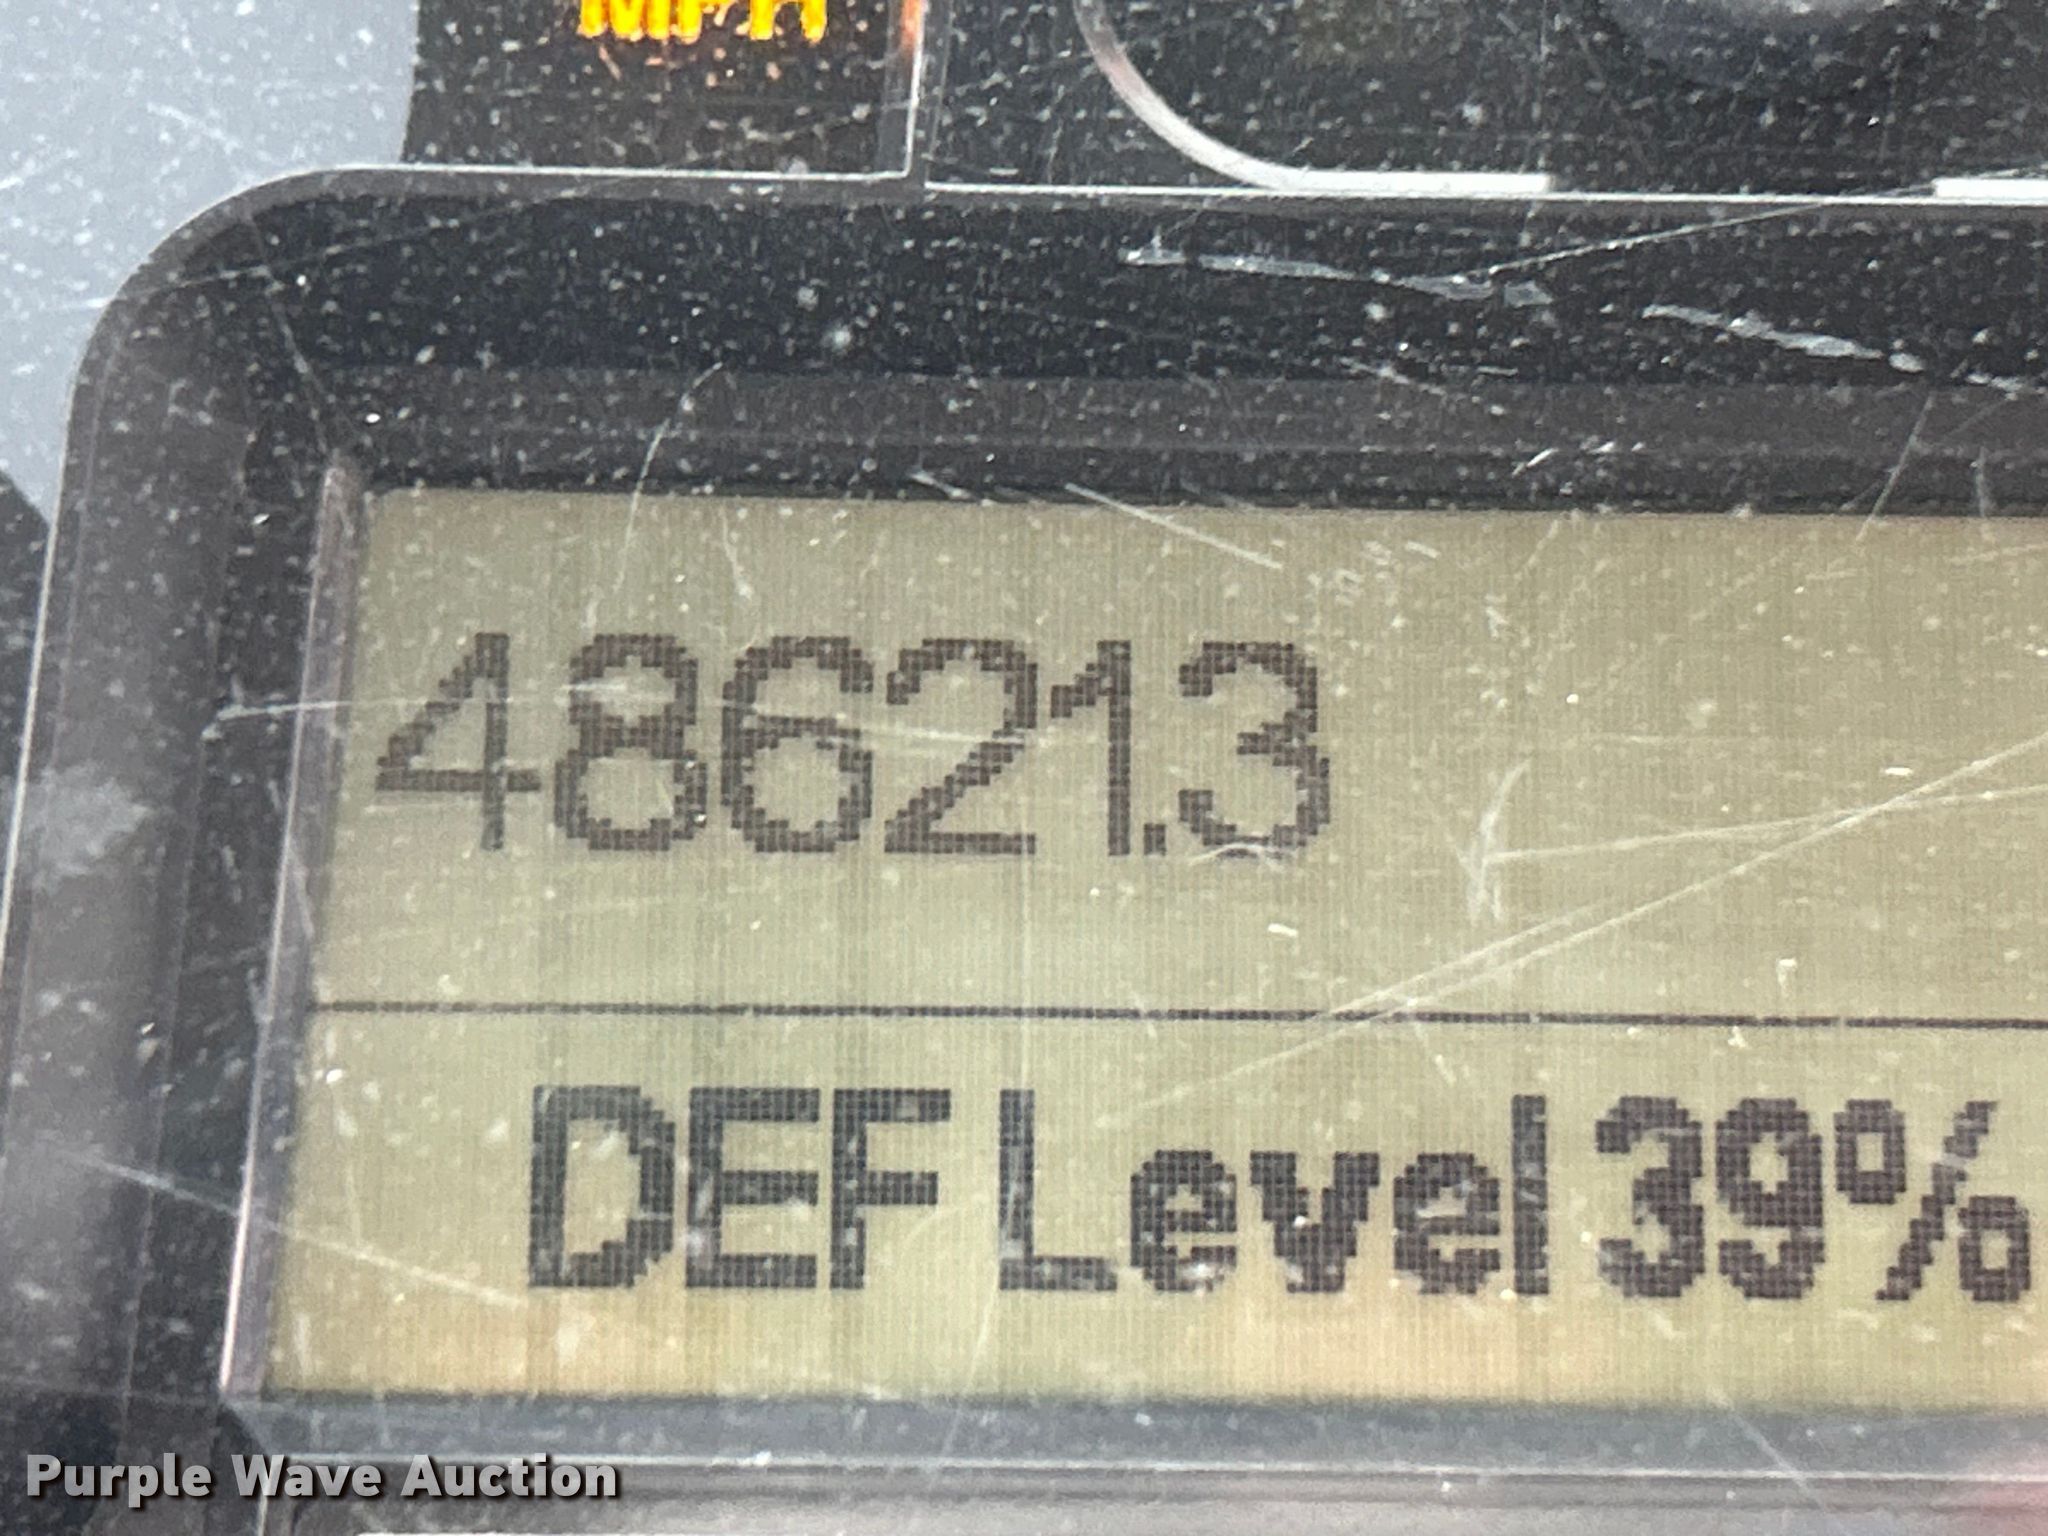 MPH
48621.3
DEF Level 39%
Purple Wave Auction